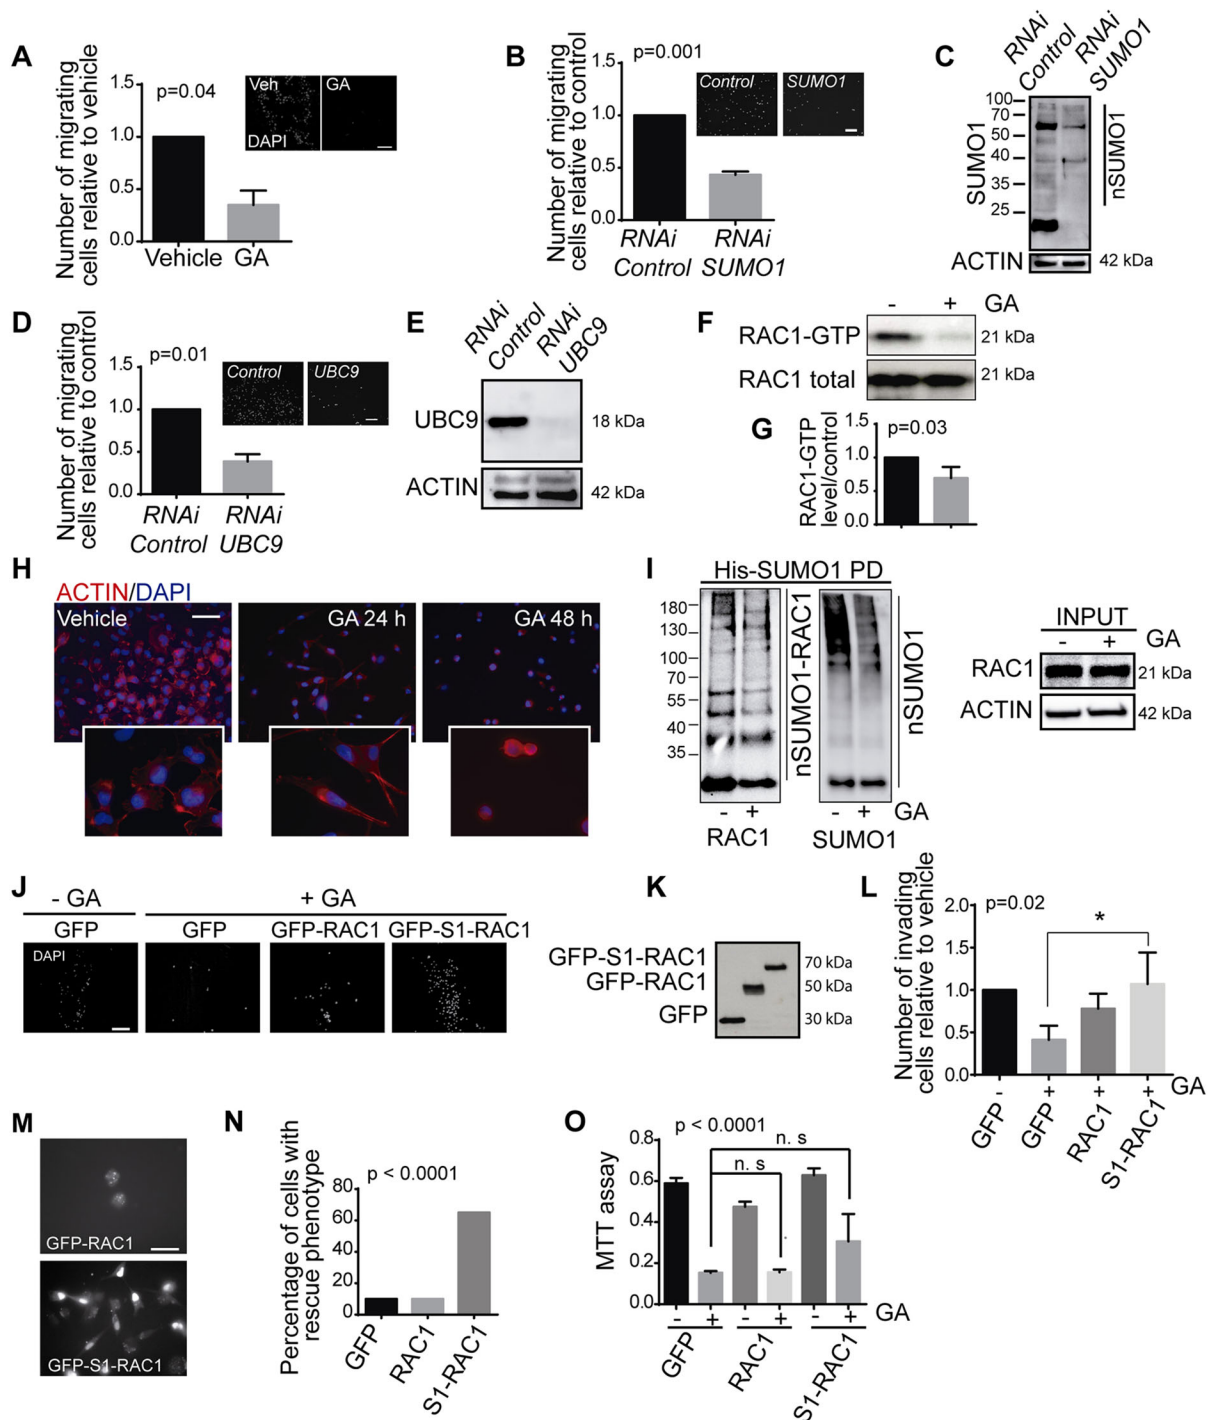 A
Number of migrating
cells relative to vehicle
1.5
1.0
0.5
0.0
p=0.04
Vehicle GA
Veh GA
DAPI
B
Number of migrating
cells relative to control
1.5
1.0
0.5
0.0
p=0.001
RNAi
Control
RNAi
SUMO1
Control SUMO1
C
RNAi
Control
RNAi
SUMO1
SUMO1
100
70
50
40
35
25
nSUMO1
ACTIN 42 kDa
D
Number of migrating
cells relative to control
1.5
1.0
0.5
0.0
p=0.01
RNAi
Control
RNAi
UBC9
Control UBC9
E
RNAi
Control
RNAi
UBC9
UBC9 18 kDa
ACTIN 42 kDa
F
- + GA
RAC1-GTP 21 kDa
RAC1 total 21 kDa
G
RAC1-GTP
level/control
1.5
1.0
0.5
0.0
p=0.03
H
ACTIN/DAPI
Vehicle GA 24 h GA 48 h
I
His-SUMO1 PD
180
130
100
70
55
40
35
nSUMO1-RAC1
nSUMO1
- + - + GA
RAC1 SUMO1
INPUT
- + GA
RAC1 21 kDa
ACTIN 42 kDa
J
- GA + GA
GFP GFP GFP-RAC1 GFP-S1-RAC1
DAPI
K
GFP-S1-RAC1 70 kDa
GFP-RAC1 50 kDa
GFP 30 kDa
L
Number of invading
cells relative to vehicle
2.0
1.5
1.0
0.5
0.0
p=0.02
*
- + + + GA
GFP GFP RAC1 S1-RAC1
M
GFP-RAC1
GFP-S1-RAC1
N
Percentage of cells with
rescue phenotype
80
60
40
20
0
p < 0.0001
GFP RAC1 S1-RAC1
O
MTT assay
0.8
0.6
0.4
0.2
0.0
p < 0.0001
n. s
n. s
- + - + - + GA
GFP RAC1 S1-RAC1